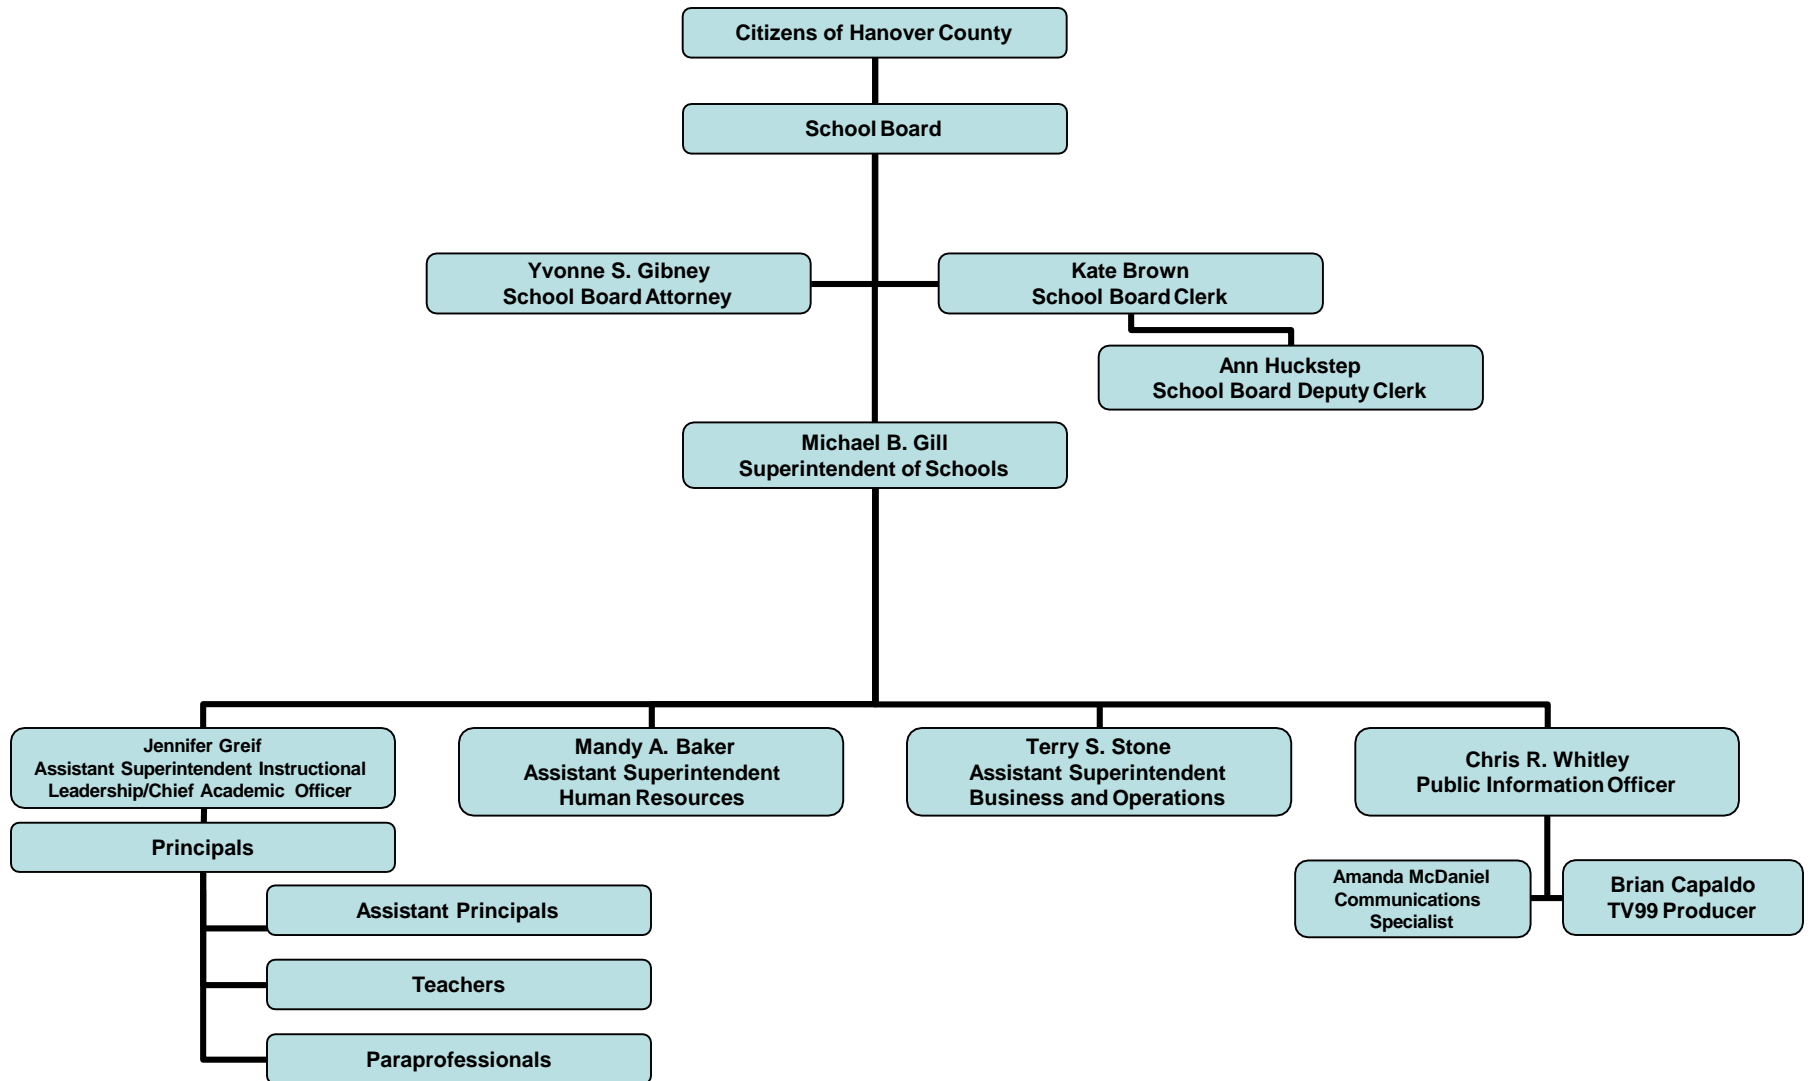 Citizens of Hanover County
School Board
Yvonne S. Gibney
School Board Attorney
Kate Brown
School Board Clerk
Ann Huckstep
School Board Deputy Clerk
Michael B. Gill
Superintendent of Schools
Jennifer Greif
Assistant Superintendent Instructional
Leadership/Chief Academic Officer
Mandy A. Baker
Assistant Superintendent
Human Resources
Terry S. Stone
Assistant Superintendent
Business and Operations
Chris R. Whitley
Public Information Officer
Principals
Assistant Principals
Teachers
Paraprofessionals
Amanda McDaniel
Communications
Specialist
Brian Capaldo
TV99 Producer